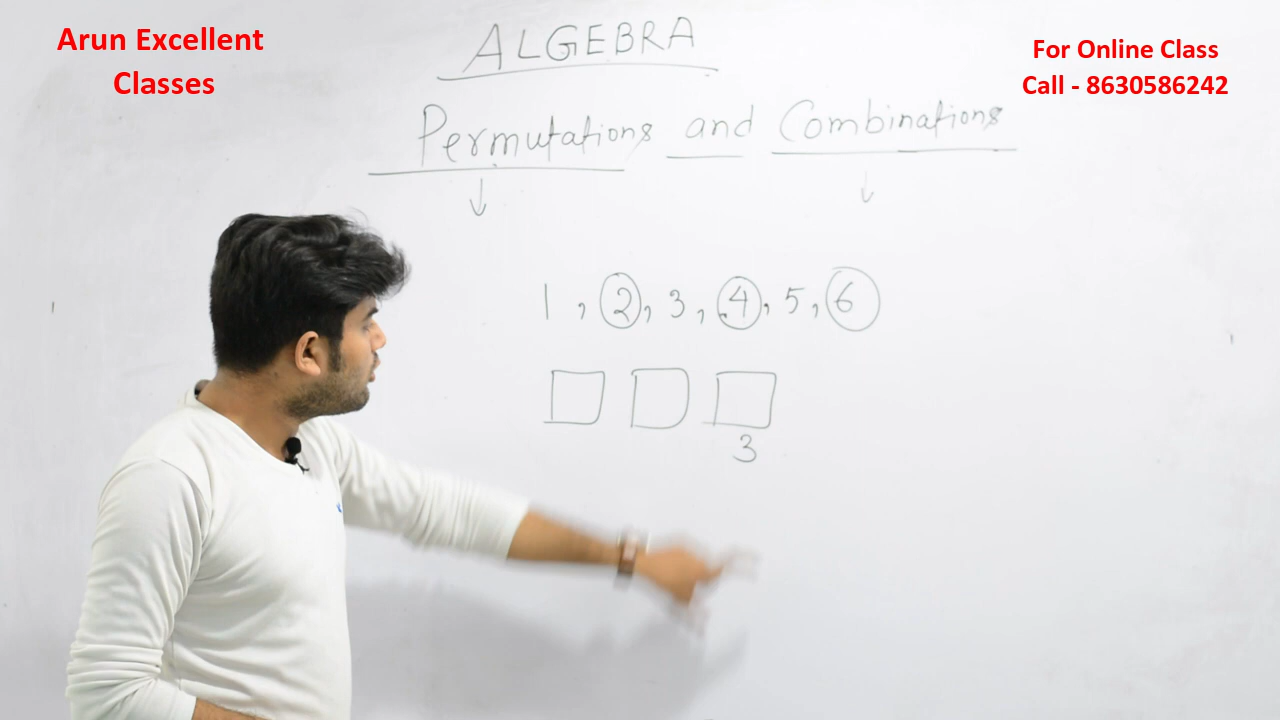 Arun Excellent
Classes
For Online Class
Call - 8630586242
ALGEBRA
Permutations and Combinations
1, 2, 3, 4, 5, 6
3